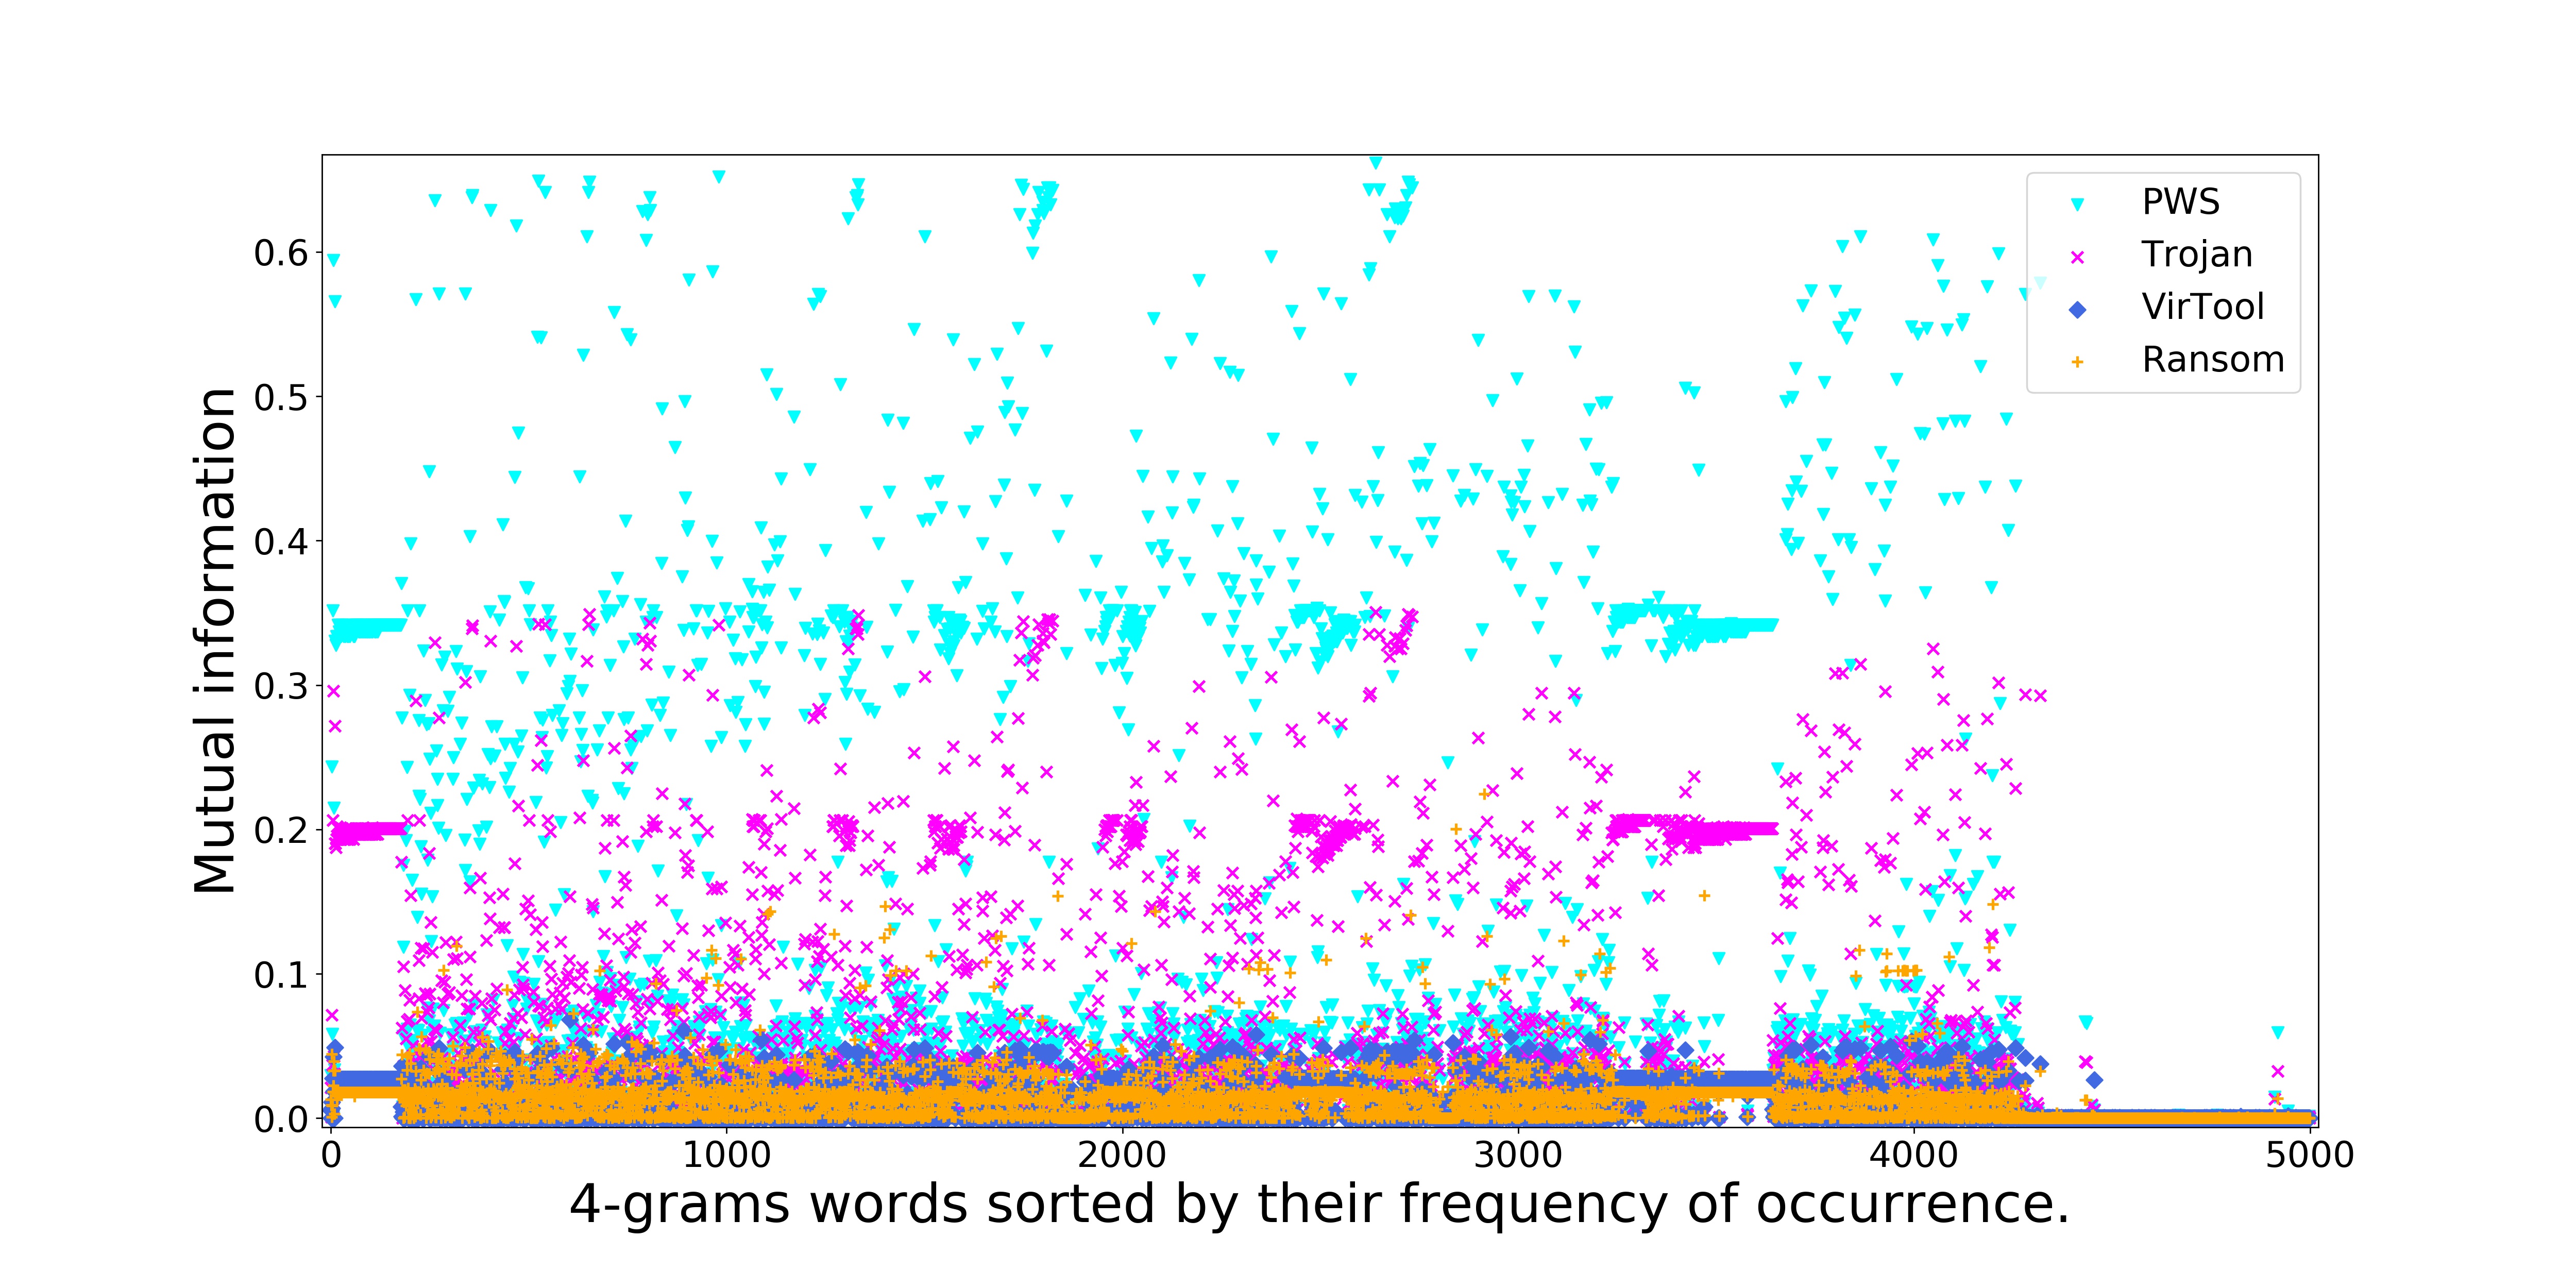 PWS
Trojan
VirTool
Ransom
Mutual information
0.6
0.5
0.4
0.3
0.2
0.1
0.0
0 1000 2000 3000 4000 5000
4-grams words sorted by their frequency of occurrence.